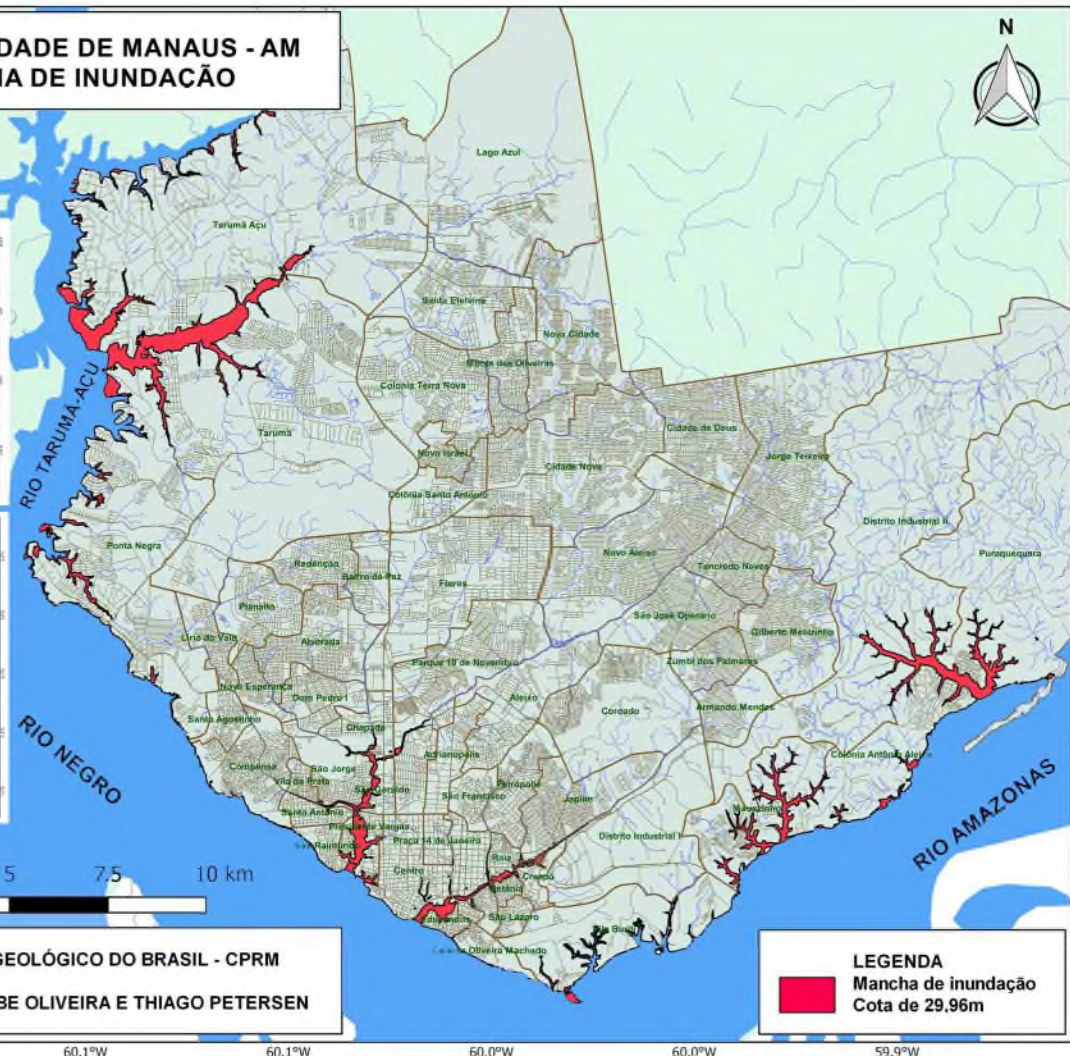 DADE DE MANAUS - AM
A DE INUNDAÇÃO
N
Lago Azul
Tarumã Açu
Santa Etelvina
Nova Cidade
Monte das Oliveiras
Colonia Terra Nova
Cidade de Deus
Tarumã
Novo Israel
Jorge Teixeira
Cidade Nova
RIO TARUMÃ-AÇU
Colônia Santo Antônio
Distrito Industrial II
Ponta Negra
Novo Aleixo
Puraquequara
Redenção
Bairro da Paz
Flores
Tancredo Neves
Planalto
São José Operário
Lírio do Vale
Alvorada
Gilberto Mestrinho
Parque 10 de Novembro
Zumbi dos Palmares
Nova Esperança
Dom Pedro I
Aleixo
Coroado
Armando Mendes
Santo Agostinho
Chapada
RIO NEGRO
Adrianópolis
Colônia Antônio Aleixo
Compensa
São Jorge
Vila da Prata
São Geraldo
São Francisco
Petrópolis
Japiim
Mauazinho
Santo Antônio
Presidente Vargas
São Raimundo
Praça 14 de Janeiro
Distrito Industrial I
RIO AMAZONAS
Raiz
Centro
Crespo
Betânia
5
7.5
10 km
Educandos
São Lázaro
Vila Buriti
Colônia Oliveira Machado
GEOLÓGICO DO BRASIL - CPRM
BE OLIVEIRA E THIAGO PETERSEN
LEGENDA
Mancha de inundação
Cota de 29,96m
60.1°W
60.1°W
60.0°W
60.0°W
59.9°W